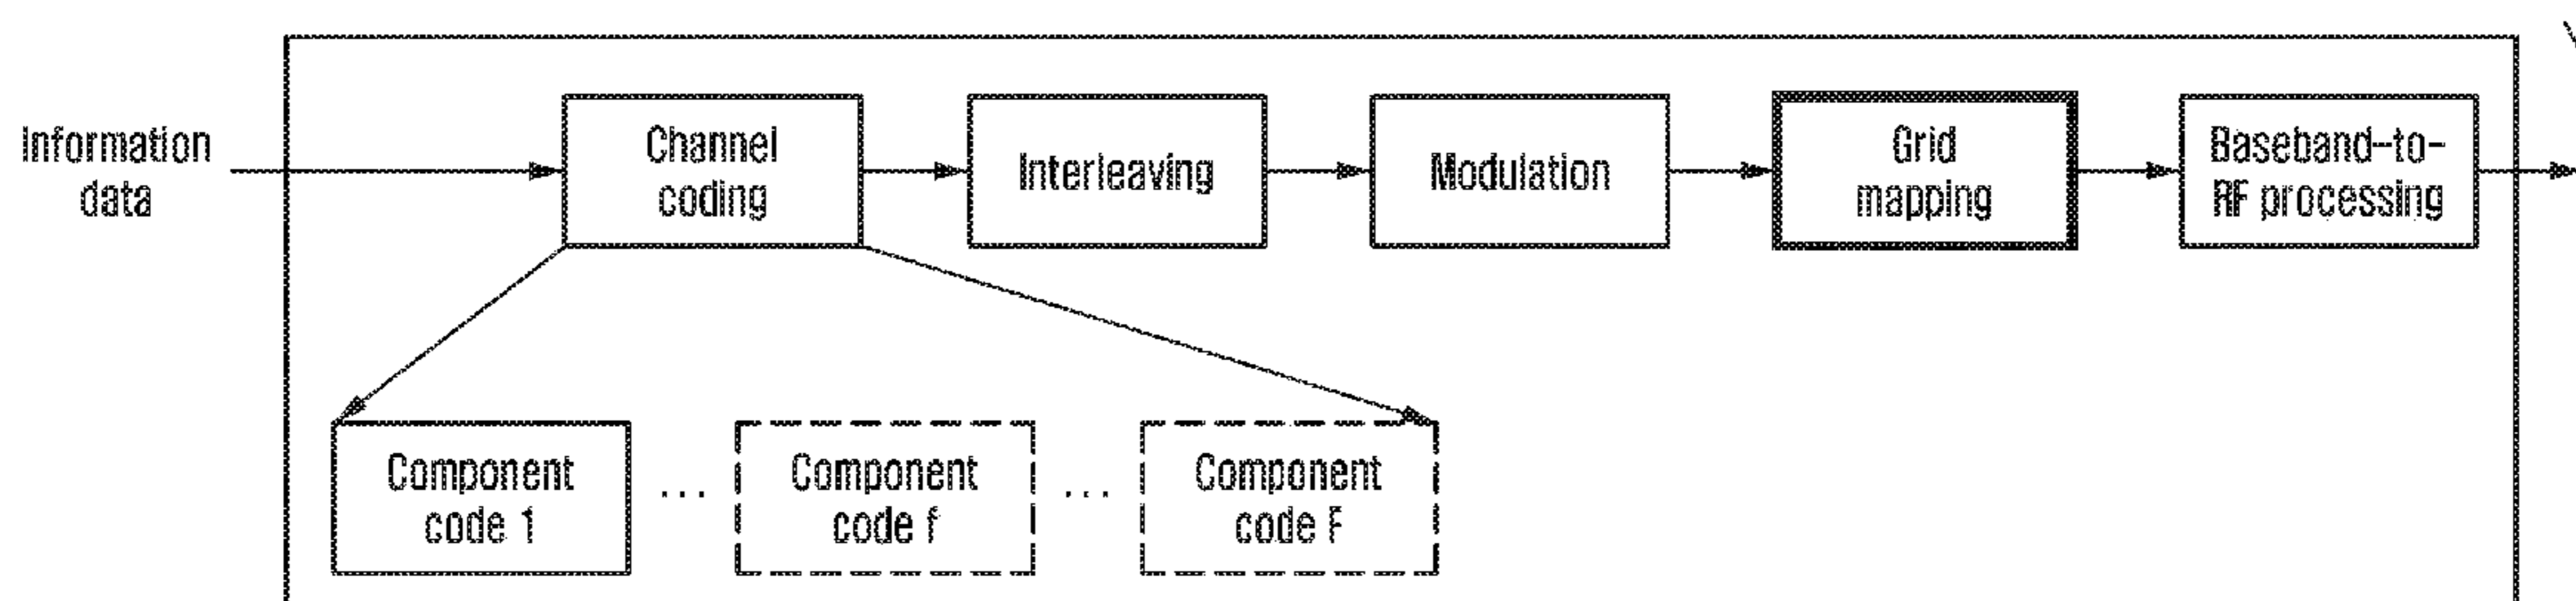 Information
data
Channel
coding
Interleaving
Modulation
Grid
mapping
Baseband-to-
RF processing
Component
code 1
...
Component
code f
...
Component
code F